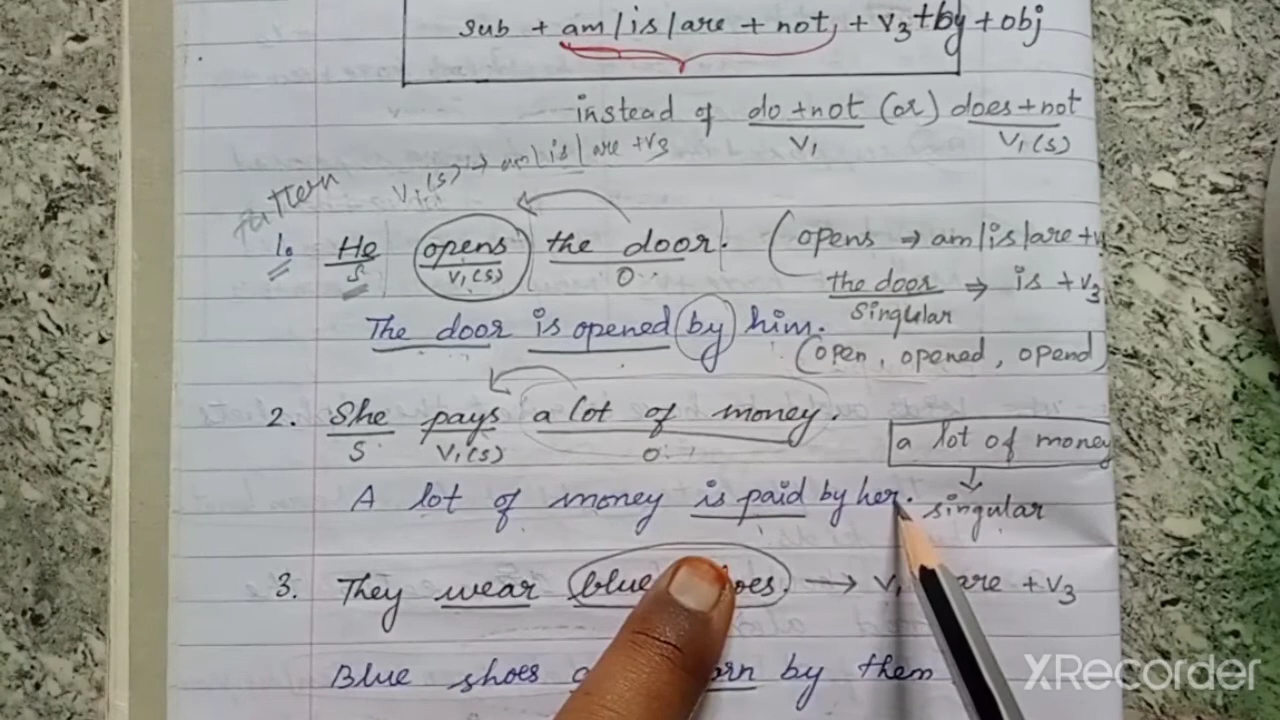 sub + am/is/are + not, + v3 + by + obj
instead of do + not (or) does + not
V1 V1(s)
V1(s) → am/is/are + v3
pattern
1. He opens the door. (opens → am/is/are + v
S V1(s) O
the door → is + v3
singular
The door is opened by him.
(open, opened, opend)
2. She pays a lot of money.
S V1(s) O
a lot of money
A lot of money is paid by her.
singular
3. They wear blue → V are + v3
Blue shoes by them
XRecorder